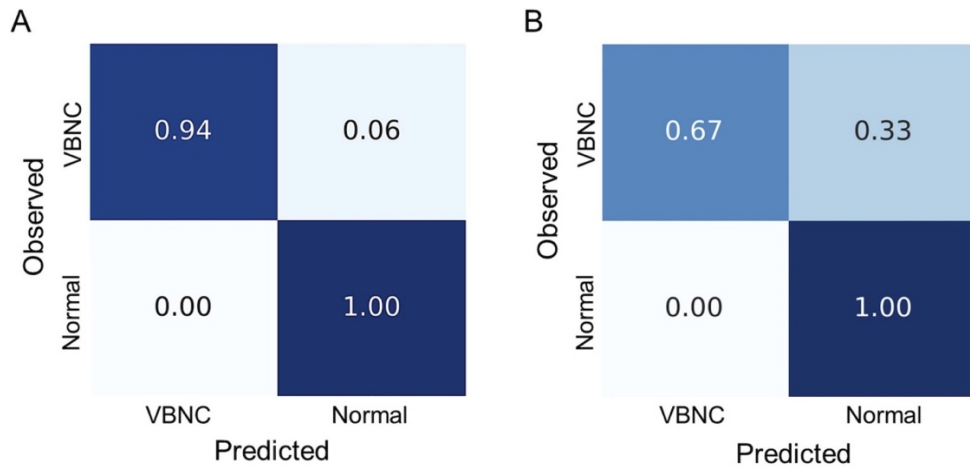 A
Observed
VBNC
Normal
0.94
0.06
0.00
1.00
VBNC
Normal
Predicted
B
Observed
VBNC
Normal
0.67
0.33
0.00
1.00
VBNC
Normal
Predicted